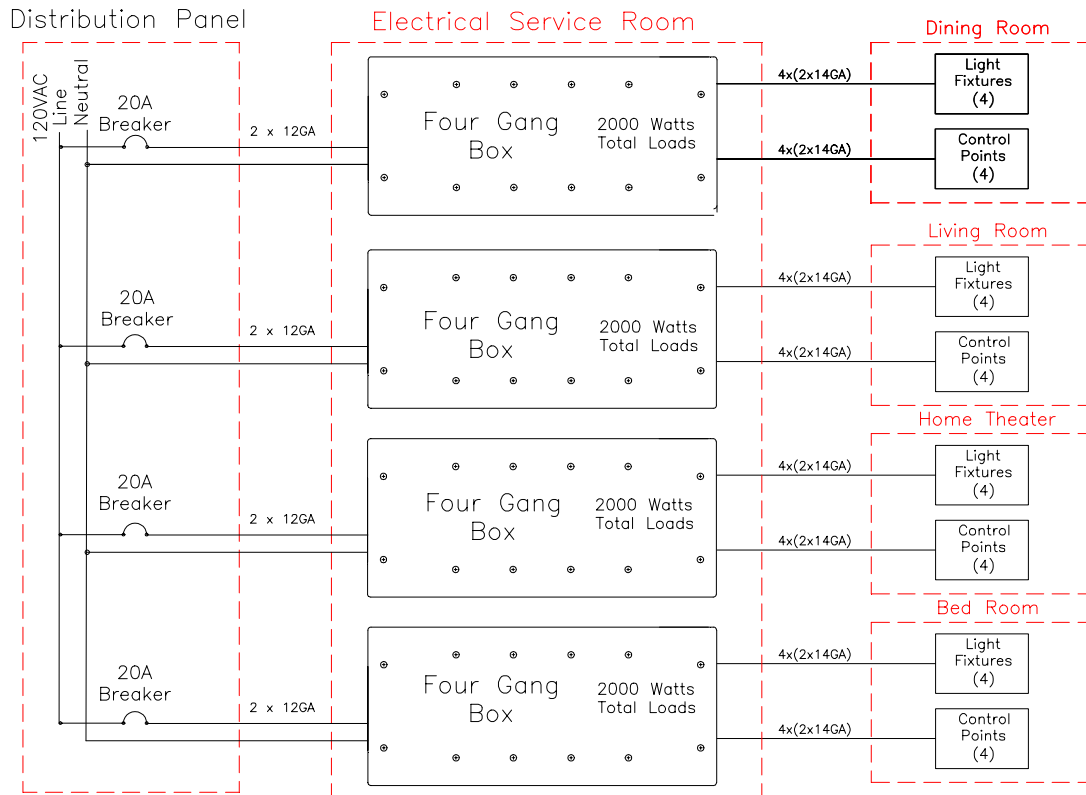 Distribution Panel
Electrical Service Room
Dining Room
120VAC
Line
Neutral
20A
Breaker
2 x 12GA
Four Gang
Box
2000 Watts
Total Loads
4x(2x14GA)
Light
Fixtures
(4)
4x(2x14GA)
Control
Points
(4)
Living Room
20A
Breaker
2 x 12GA
Four Gang
Box
2000 Watts
Total Loads
4x(2x14GA)
Light
Fixtures
(4)
4x(2x14GA)
Control
Points
(4)
Home Theater
20A
Breaker
2 x 12GA
Four Gang
Box
2000 Watts
Total Loads
4x(2x14GA)
Light
Fixtures
(4)
4x(2x14GA)
Control
Points
(4)
Bed Room
20A
Breaker
2 x 12GA
Four Gang
Box
2000 Watts
Total Loads
4x(2x14GA)
Light
Fixtures
(4)
4x(2x14GA)
Control
Points
(4)